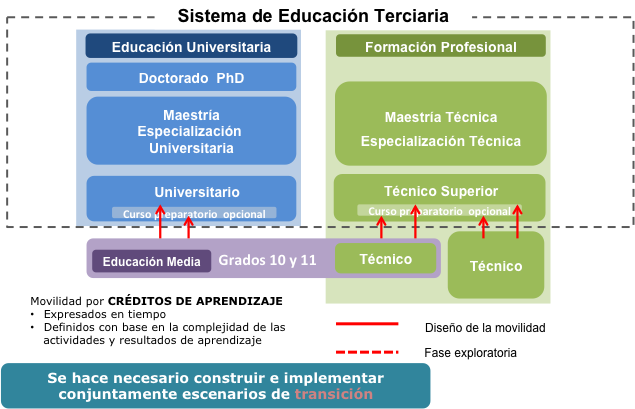 Sistema de Educación Terciaria
Educación Universitaria
Doctorado PhD
Maestría
Especialización
Universitaria
Universitario
Curso preparatorio opcional
Formación Profesional
Maestría Técnica
Especialización Técnica
Técnico Superior
Curso preparatorio opcional
Educación Media
Grados 10 y 11
Técnico
Técnico
Movilidad por CRÉDITOS DE APRENDIZAJE
• Expresados en tiempo
• Definidos con base en la complejidad de las
actividades y resultados de aprendizaje
Diseño de la movilidad
Fase exploratoria
Se hace necesario construir e implementar
conjuntamente escenarios de transición